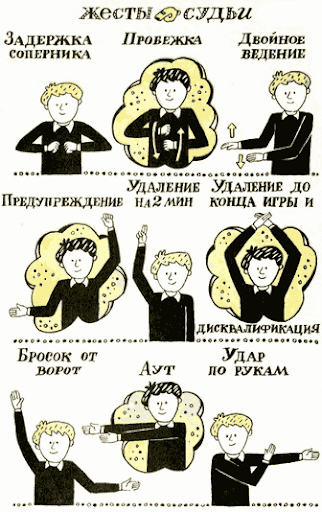 ЖЕСТЫ СУДЬИ
ЗАДЕРЖКА
СОПЕРНИКА
ПРОБЕЖКА
ДВОЙНОЕ
ВЕДЕНИЕ
ПРЕДУПРЕЖДЕНИЕ
УДАЛЕНИЕ
НА 2 МИН
УДАЛЕНИЕ ДО
КОНЦА ИГРЫ И
ДИСКВАЛИФИКАЦИЯ
БРОСОК ОТ
ВОРОТ
АУТ
УДАР
ПО РУКАМ